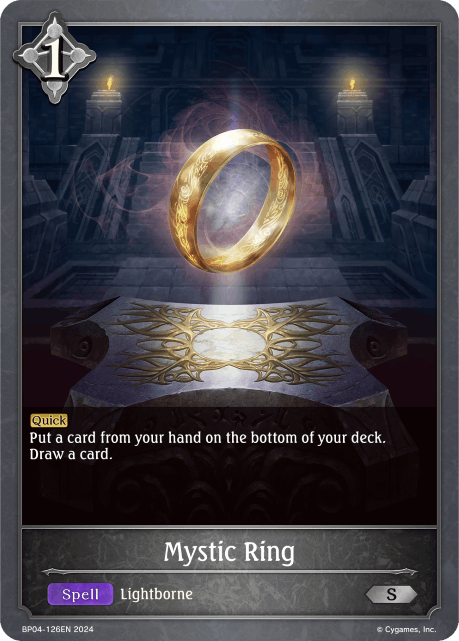 1
Quick
Put a card from your hand on the bottom of your deck.
Draw a card.
Mystic Ring
Spell Lightborne S
BP04-126EN 2024 © Cygames, Inc.